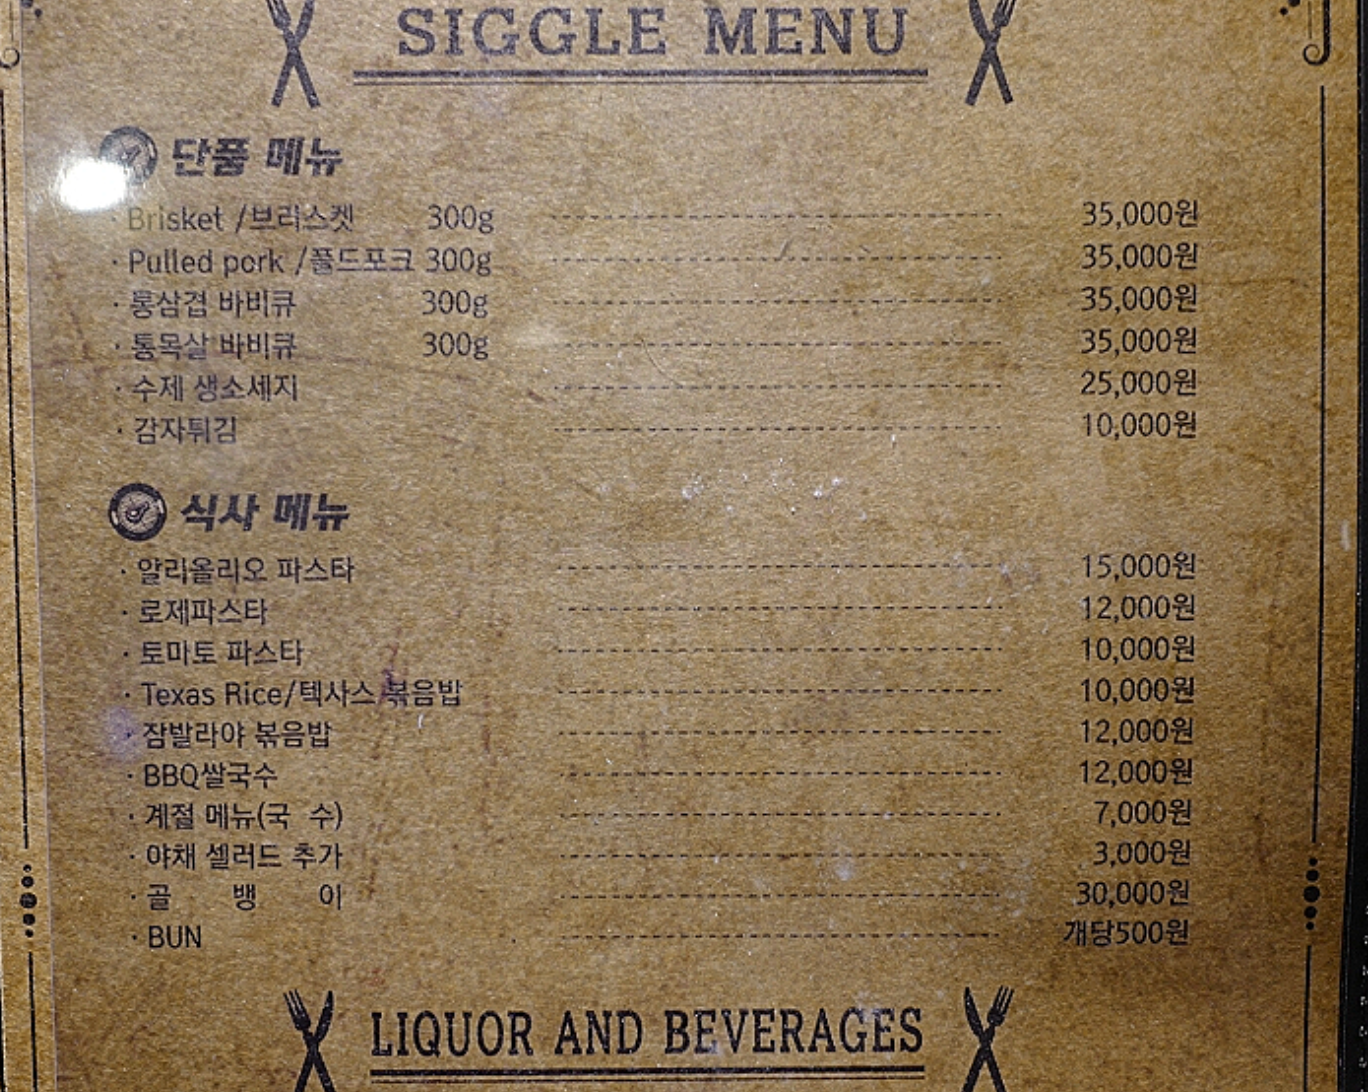 SIGGLE MENU
단품 메뉴
· Brisket /브리스켓 300g 35,000원
· Pulled pork /풀드포크 300g 35,000원
· 통삼겹 바비큐 300g 35,000원
· 통목살 바비큐 300g 35,000원
· 수제 생소세지 25,000원
· 감자튀김 10,000원
식사 메뉴
· 알리올리오 파스타 15,000원
· 로제파스타 12,000원
· 토마토 파스타 10,000원
· Texas Rice/텍사스 볶음밥 10,000원
· 잠발라야 볶음밥 12,000원
· BBQ쌀국수 12,000원
· 계절 메뉴(국 수) 7,000원
· 야채 셀러드 추가 3,000원
· 골 뱅 이 30,000원
· BUN 개당500원
LIQUOR AND BEVERAGES